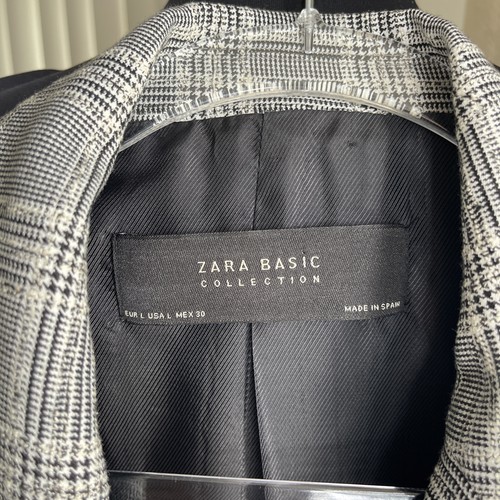 ZARA BASIC
COLLECTION
EUR L USA L MEX 30
MADE IN SPAIN